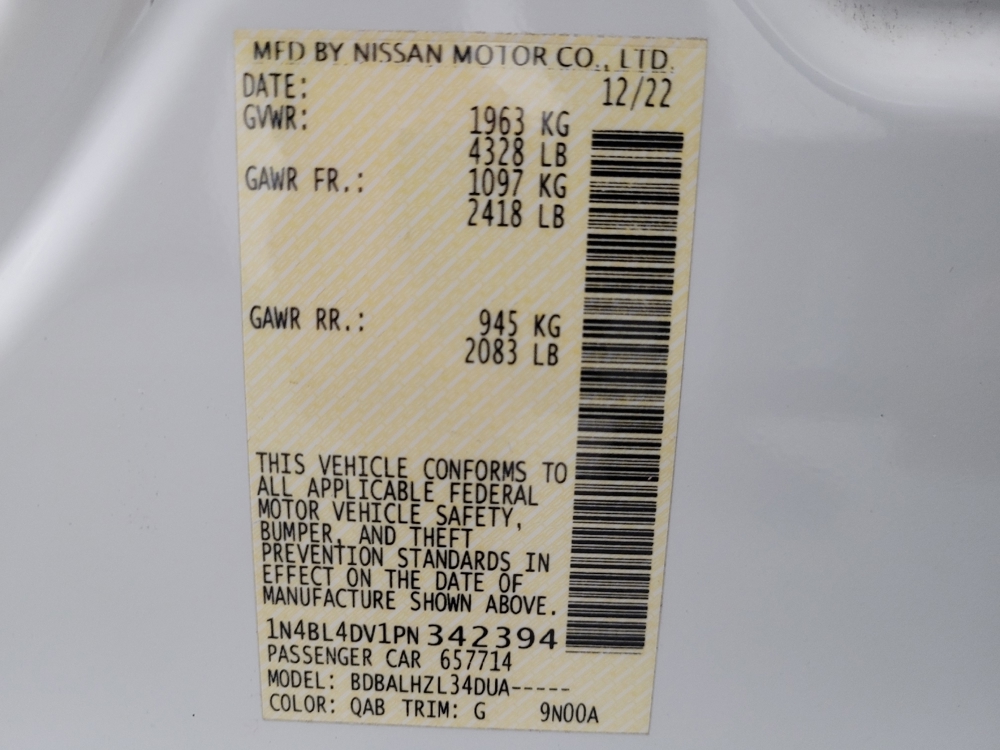 MFD BY NISSAN MOTOR CO., LTD.
DATE: 12/22
GVWR: 1963 KG
4328 LB
GAWR FR.: 1097 KG
2418 LB
GAWR RR.: 945 KG
2083 LB
THIS VEHICLE CONFORMS TO
ALL APPLICABLE FEDERAL
MOTOR VEHICLE SAFETY,
BUMPER, AND THEFT
PREVENTION STANDARDS IN
EFFECT ON THE DATE OF
MANUFACTURE SHOWN ABOVE.
1N4BL4DV1PN 342394
PASSENGER CAR 657714
MODEL: BDBALHZL34DUA-----
COLOR: QAB TRIM: G 9N00A